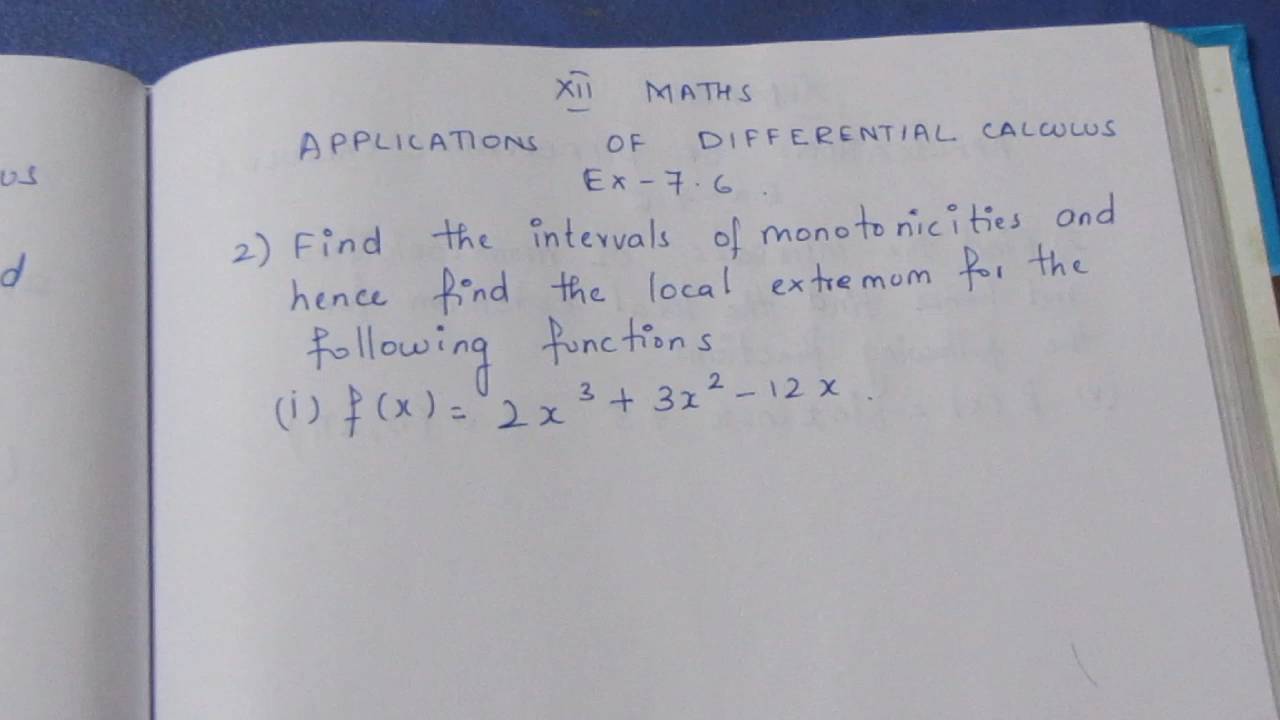 XII MATHS
APPLICATIONS OF DIFFERENTIAL CALCULUS
Ex - 7.6.
2) Find the intervals of monotonicities and
hence find the local extremum for the
following functions
(i) f(x) = 2x³ + 3x² - 12x.
us
d